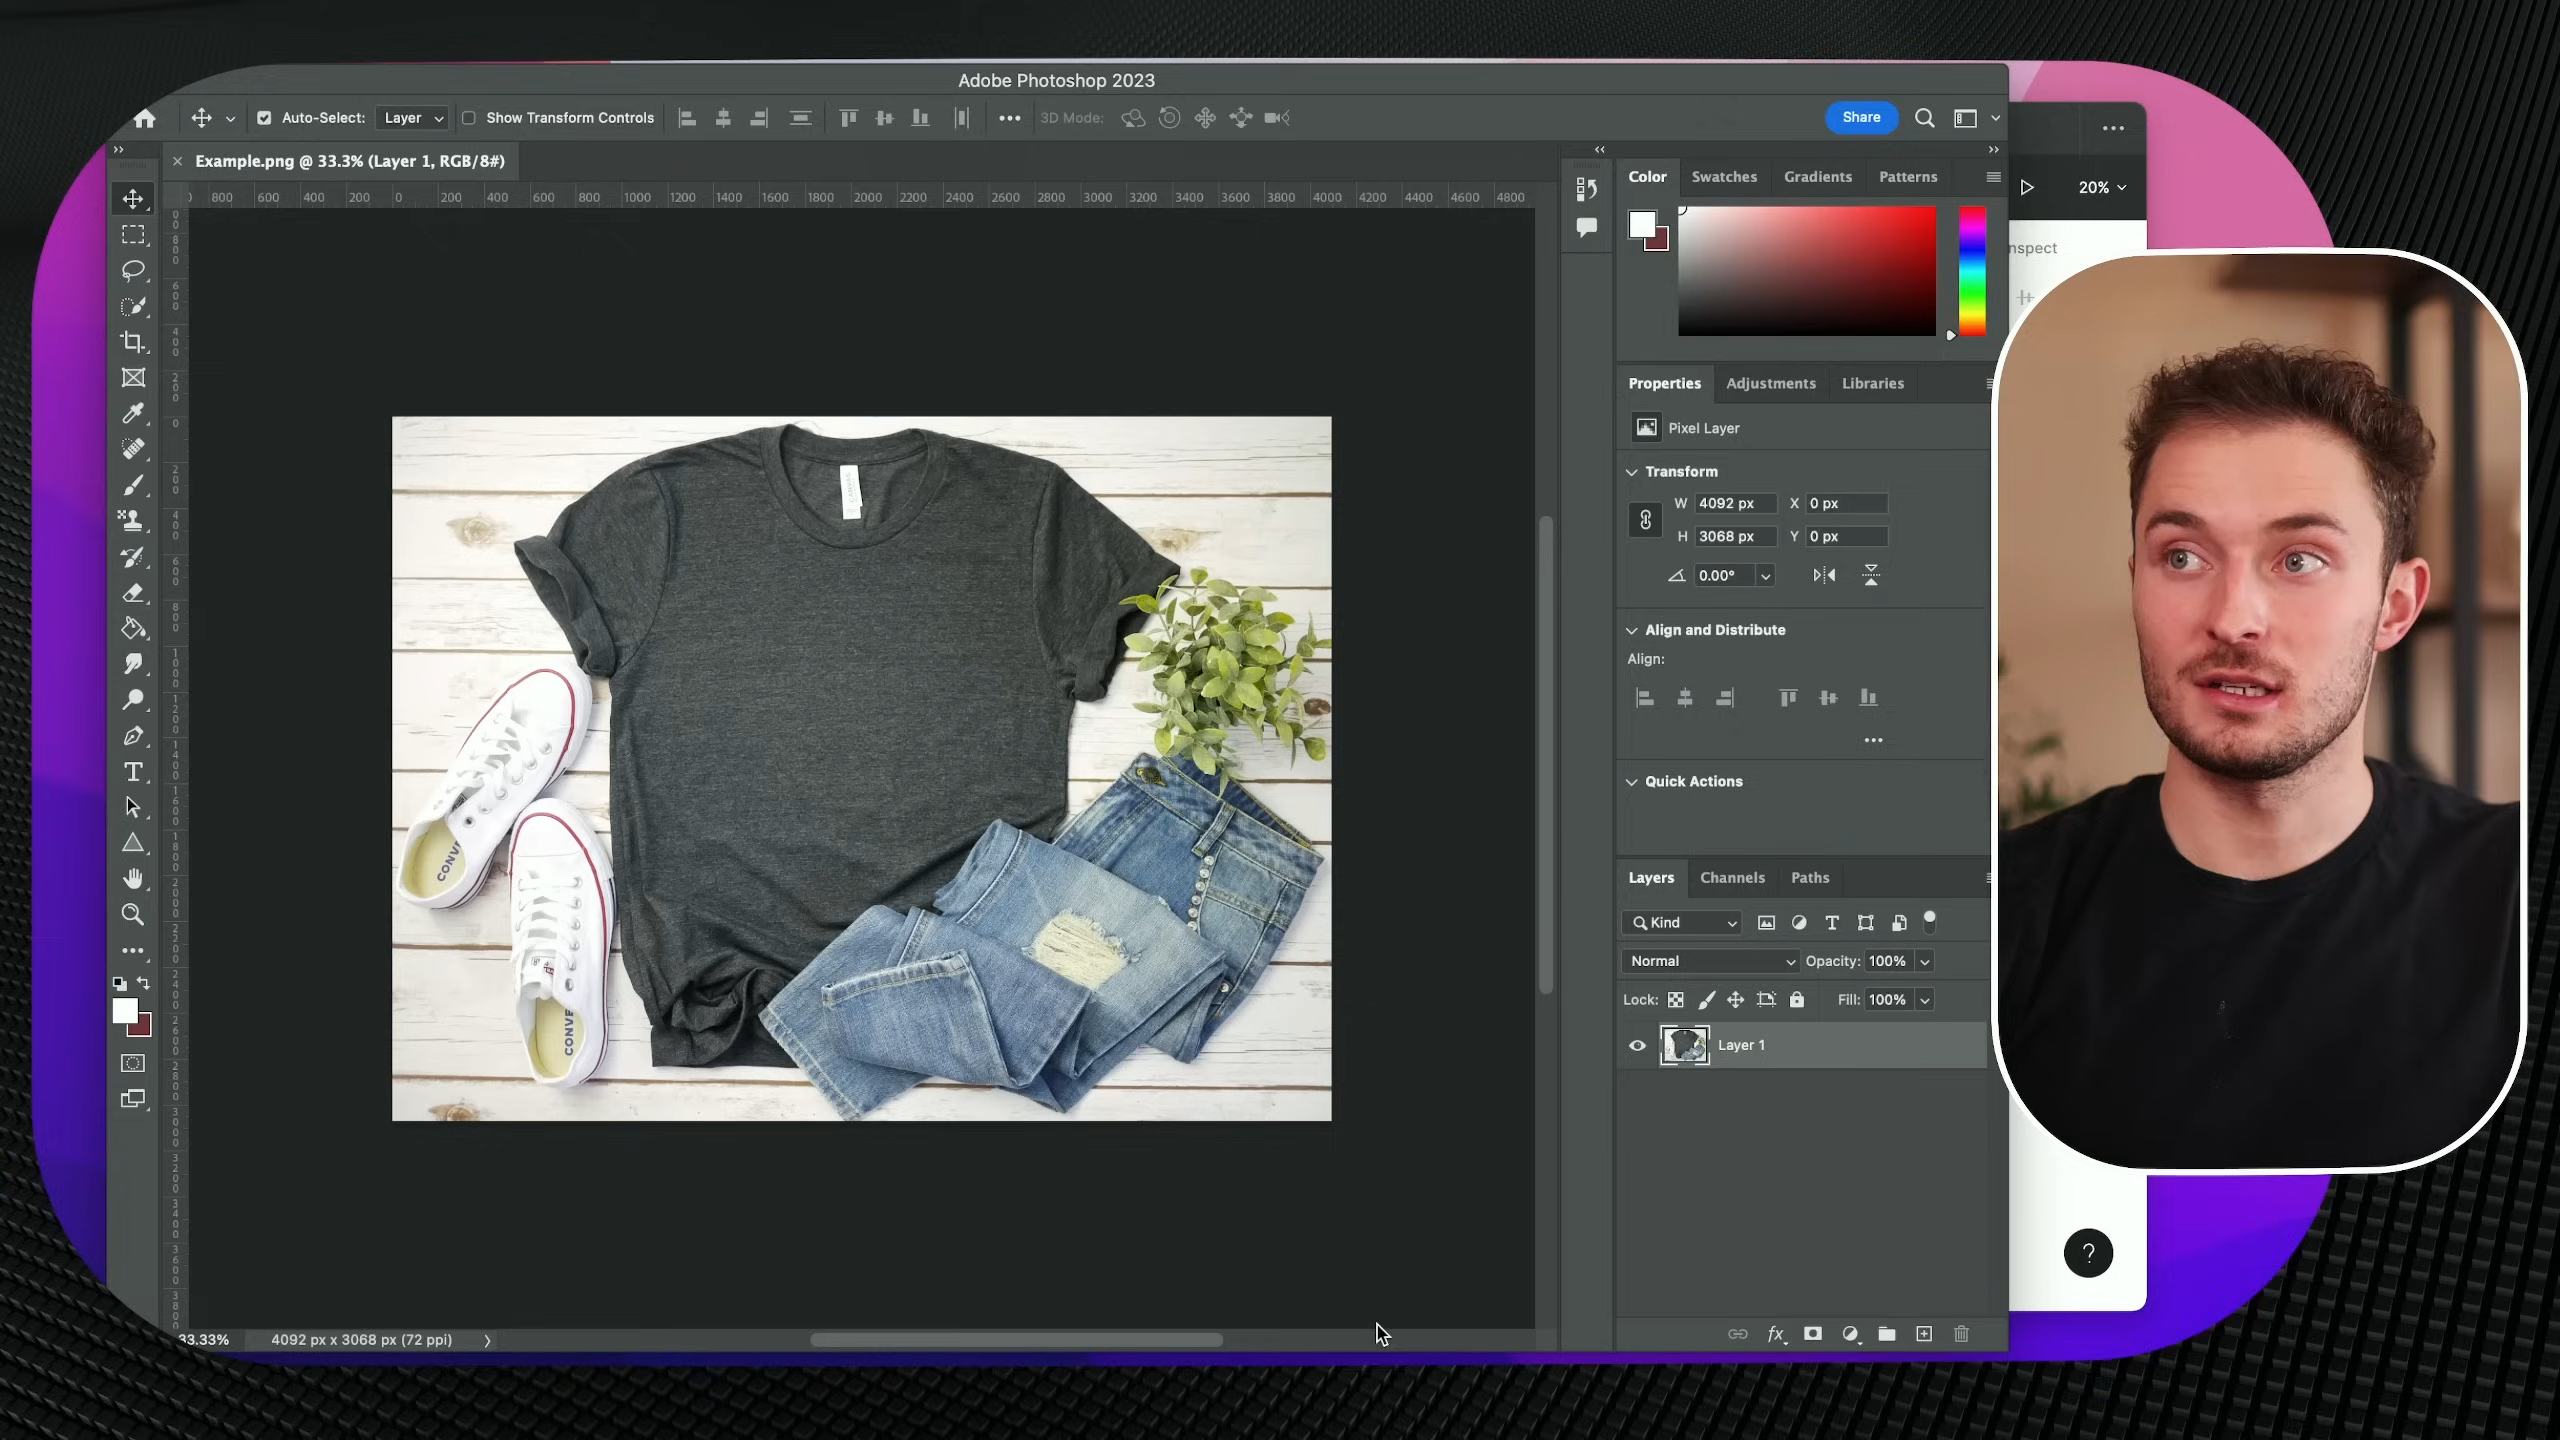 Adobe Photoshop 2023
Auto-Select: Layer Show Transform Controls 3D Mode: Share
Example.png @ 33.3% (Layer 1, RGB/8#)
800 600 400 200 0 200 400 600 800 1000 1200 1400 1600 1800 2000 2200 2400 2600 2800 3000 3200 3400 3600 3800 4000 4200 4400 4600 4800
Color Swatches Gradients Patterns
20%
nspect
Properties Adjustments Libraries
Pixel Layer
Transform
W 4092 px X 0 px
H 3068 px Y 0 px
0.00°
Align and Distribute
Align:
Quick Actions
Layers Channels Paths
Kind
Normal Opacity: 100%
Lock: Fill: 100%
Layer 1
CANVAS
CONV
CONVE
33.33% 4092 px x 3068 px (72 ppi)
?